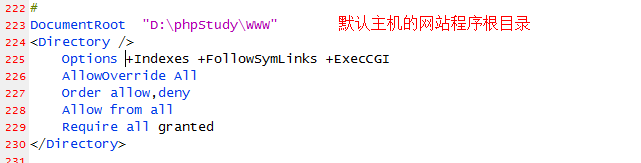 222 #
223 DocumentRoot  "D:\phpStudy\WWW" 默认主机的网站程序根目录
224 <Directory />
225     Options +Indexes +FollowSymLinks +ExecCGI
226     AllowOverride All
227     Order allow,deny
228     Allow from all
229     Require all granted
230 </Directory>
231